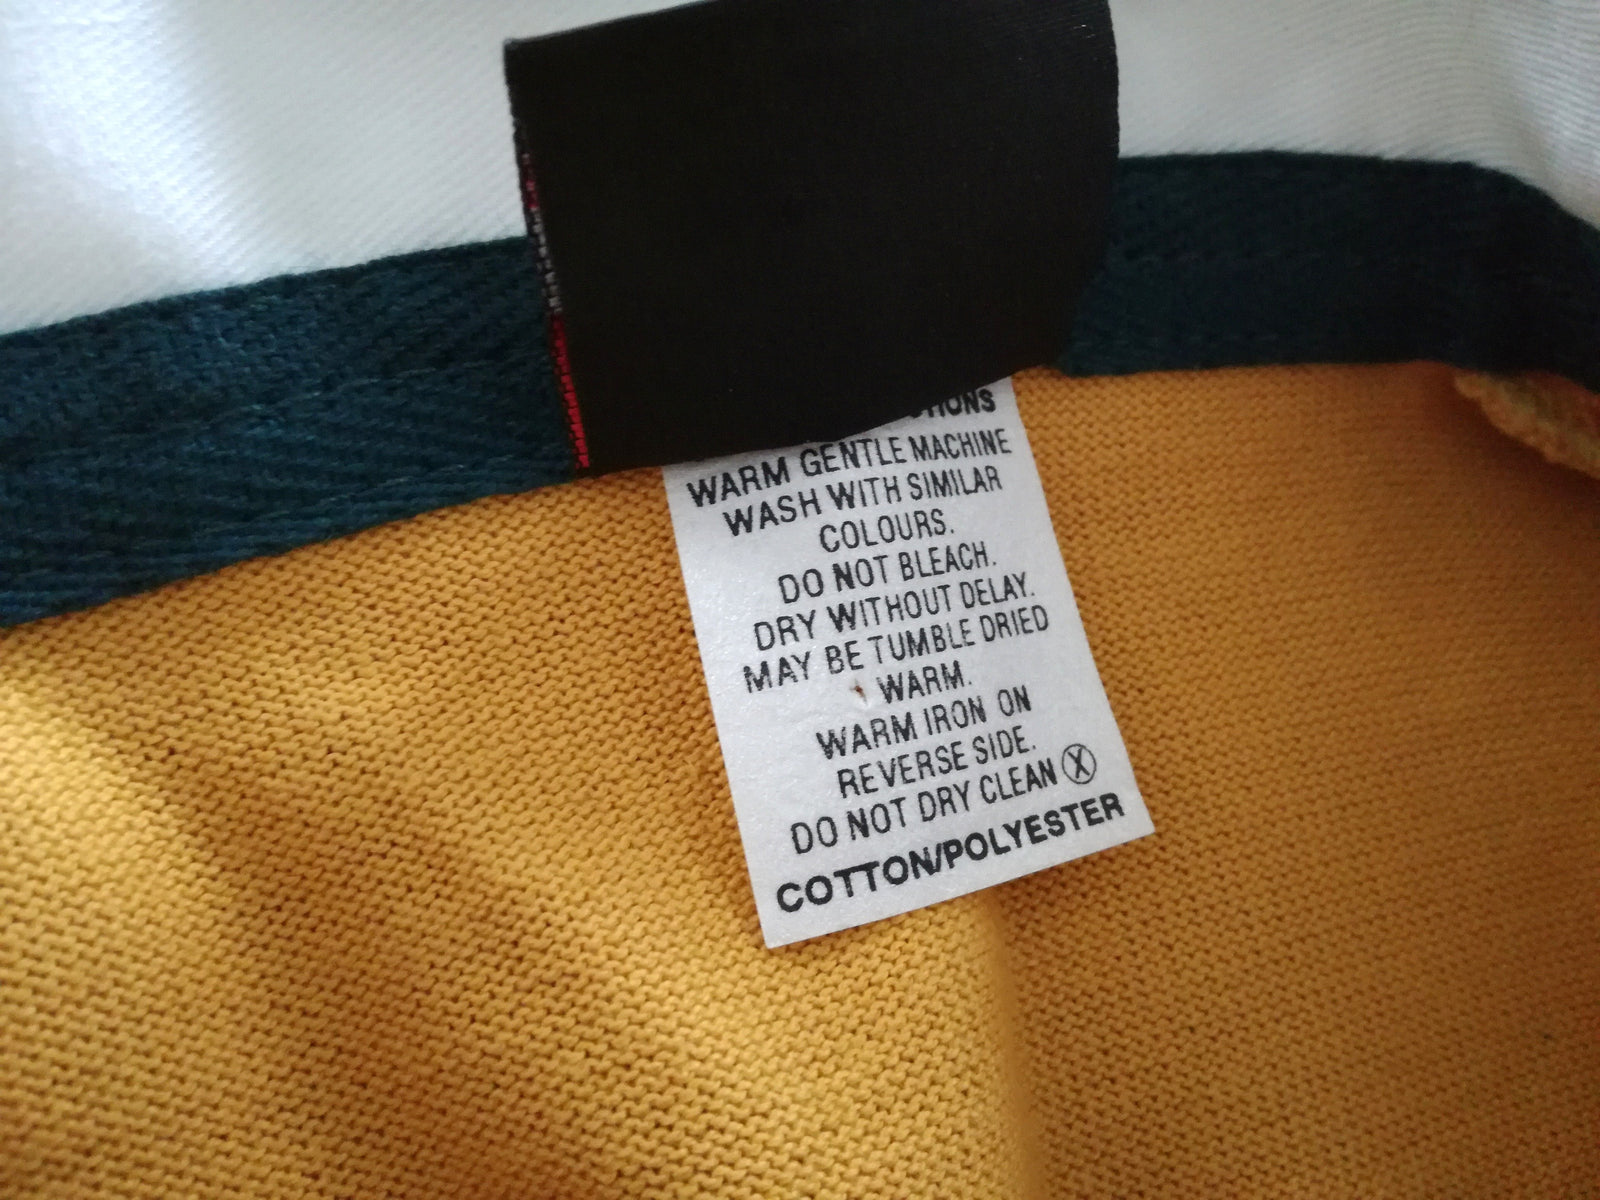 WARM GENTLE MACHINE
WASH WITH SIMILAR
COLOURS.
DO NOT BLEACH.
DRY WITHOUT DELAY.
MAY BE TUMBLE DRIED
WARM.
WARM IRON ON
REVERSE SIDE.
DO NOT DRY CLEAN Ⓧ
COTTON/POLYESTER